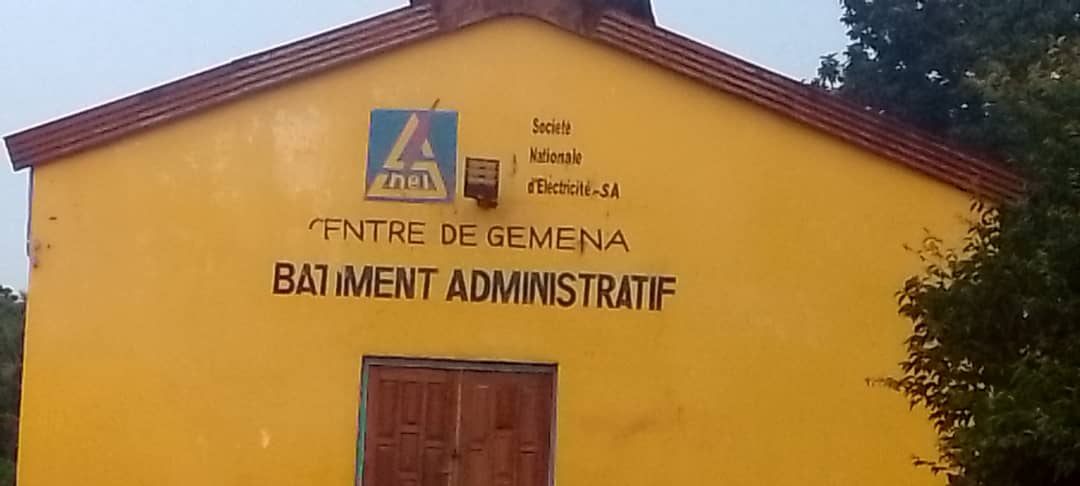 Snel
Société
Nationale
d'Electricité-SA
CENTRE DE GEMENA
BATIMENT ADMINISTRATIF